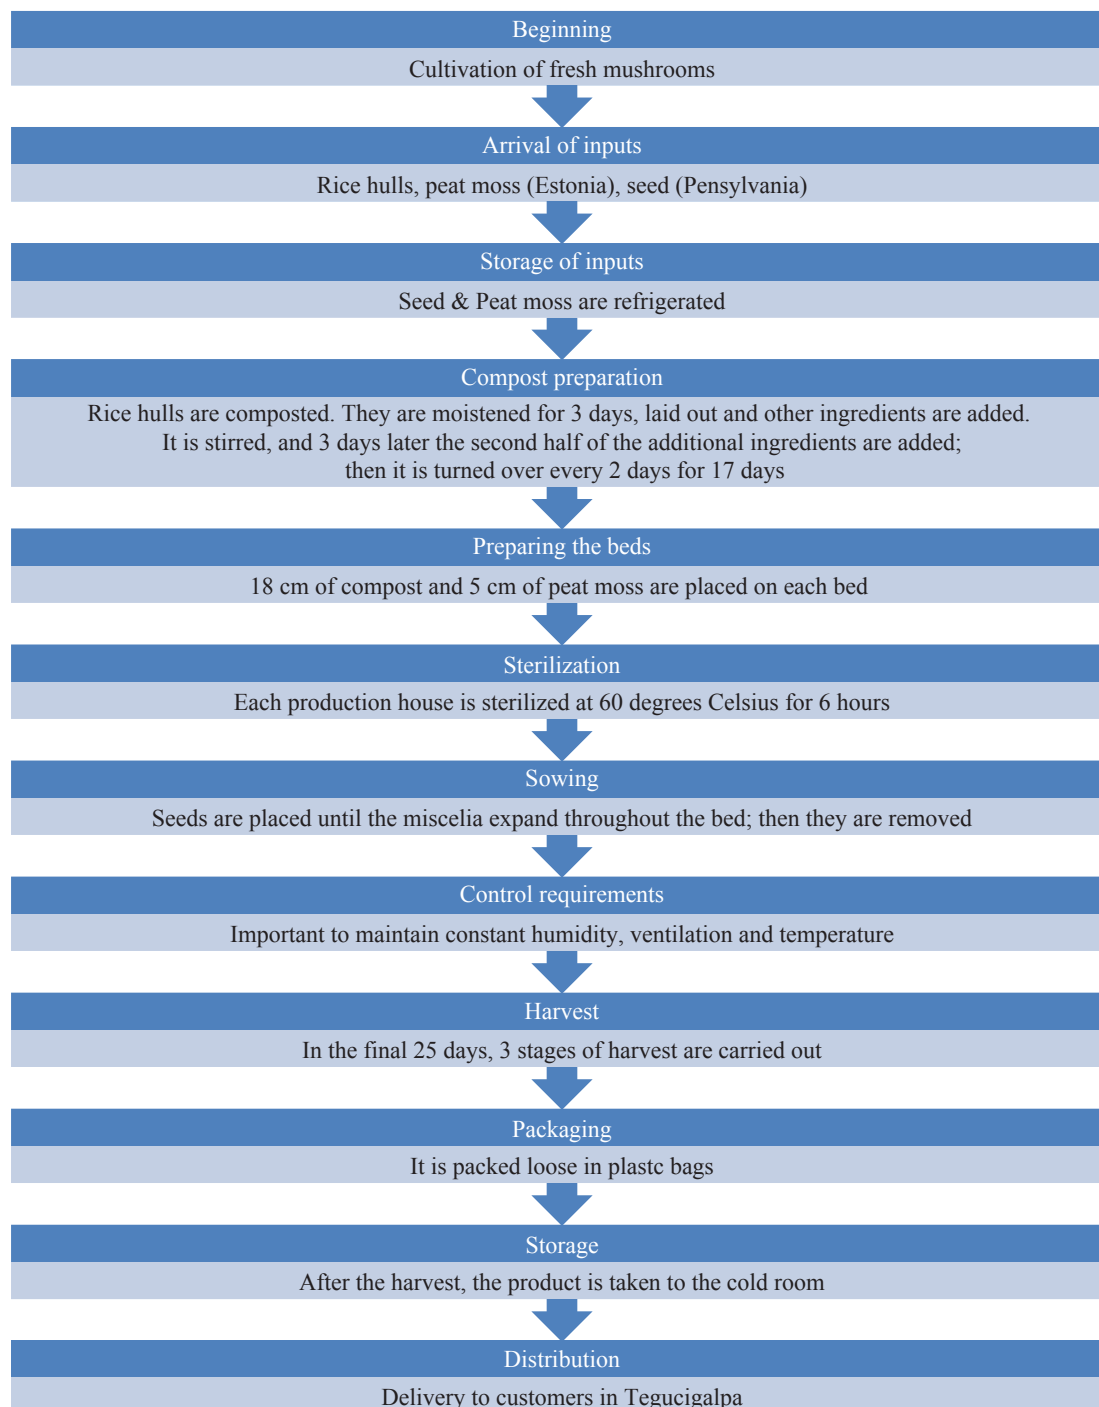 Beginning
Cultivation of fresh mushrooms
Arrival of inputs
Rice hulls, peat moss (Estonia), seed (Pensylvania)
Storage of inputs
Seed & Peat moss are refrigerated
Compost preparation
Rice hulls are composted. They are moistened for 3 days, laid out and other ingredients are added.
It is stirred, and 3 days later the second half of the additional ingredients are added;
then it is turned over every 2 days for 17 days
Preparing the beds
18 cm of compost and 5 cm of peat moss are placed on each bed
Sterilization
Each production house is sterilized at 60 degrees Celsius for 6 hours
Sowing
Seeds are placed until the miscelia expand throughout the bed; then they are removed
Control requirements
Important to maintain constant humidity, ventilation and temperature
Harvest
In the final 25 days, 3 stages of harvest are carried out
Packaging
It is packed loose in plastc bags
Storage
After the harvest, the product is taken to the cold room
Distribution
Delivery to customers in Tegucigalpa